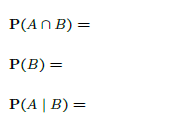 P(A ∩ B) =
P(B) =
P(A | B) =